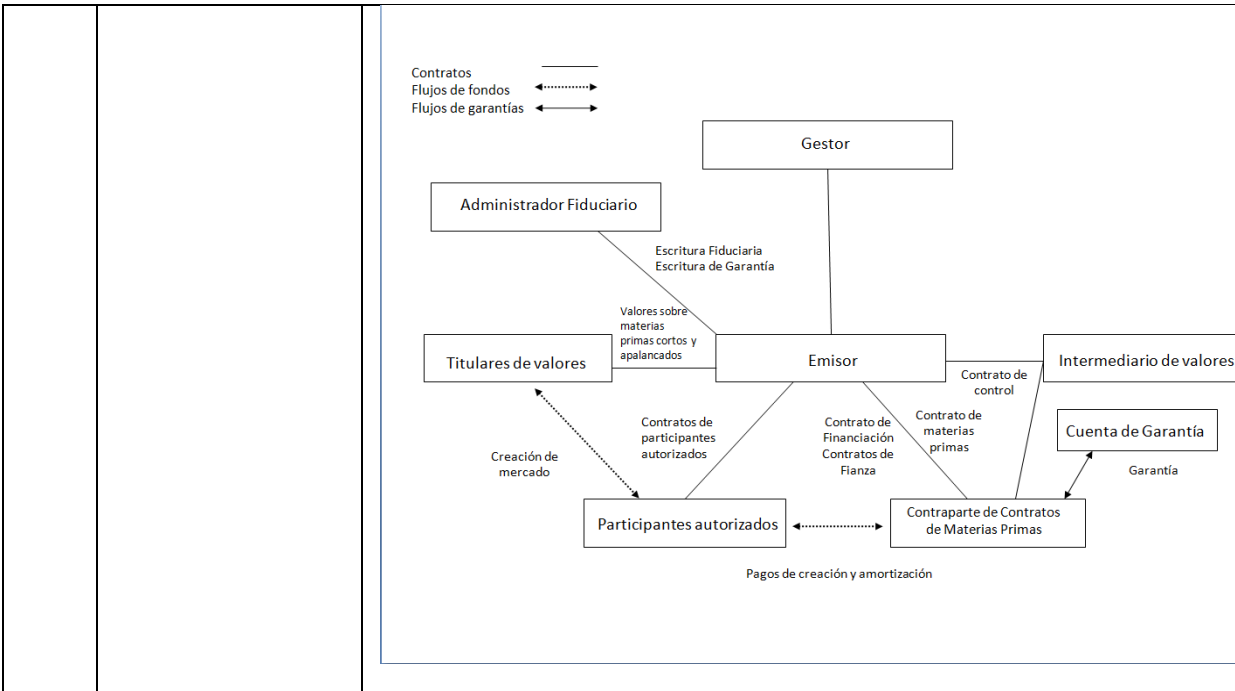 Contratos
Flujos de fondos
Flujos de garantías
Gestor
Administrador Fiduciario
Escritura Fiduciaria
Escritura de Garantía
Valores sobre
materias
primas cortos y
apalancados
Titulares de valores
Emisor
Intermediario de valores
Contrato de
control
Contratos de
participantes
autorizados
Contrato de
Financiación
Contratos de
Fianza
Contrato de
materias
primas
Cuenta de Garantía
Garantía
Creación de
mercado
Participantes autorizados
Contraparte de Contratos
de Materias Primas
Pagos de creación y amortización